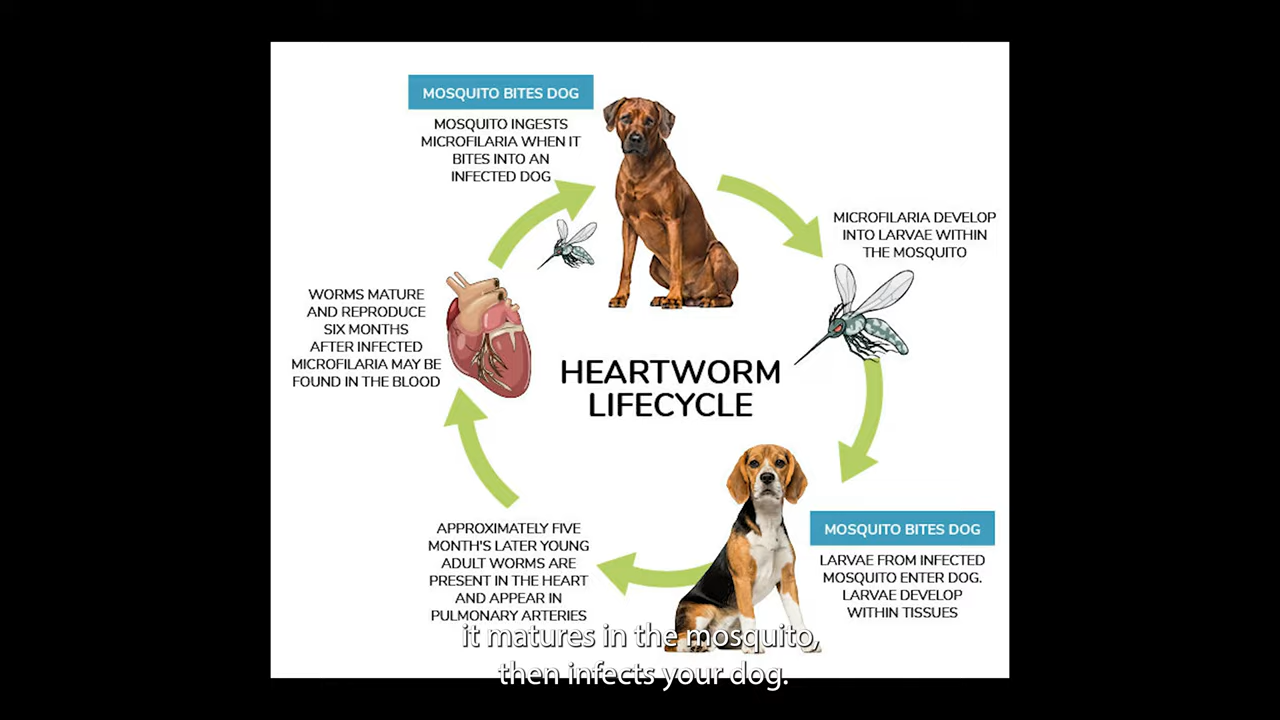 MOSQUITO BITES DOG
MOSQUITO INGESTS
MICROFILARIA WHEN IT
BITES INTO AN
INFECTED DOG
MICROFILARIA DEVELOP
INTO LARVAE WITHIN
THE MOSQUITO
WORMS MATURE
AND REPRODUCE
SIX MONTHS
AFTER INFECTED
MICROFILARIA MAY BE
FOUND IN THE BLOOD
HEARTWORM
LIFECYCLE
MOSQUITO BITES DOG
LARVAE FROM INFECTED
MOSQUITO ENTER DOG.
LARVAE DEVELOP
WITHIN TISSUES
APPROXIMATELY FIVE
MONTH'S LATER YOUNG
ADULT WORMS ARE
PRESENT IN THE HEART
AND APPEAR IN
PULMONARY ARTERIES
it matures in the mosquito,
then infects your dog.